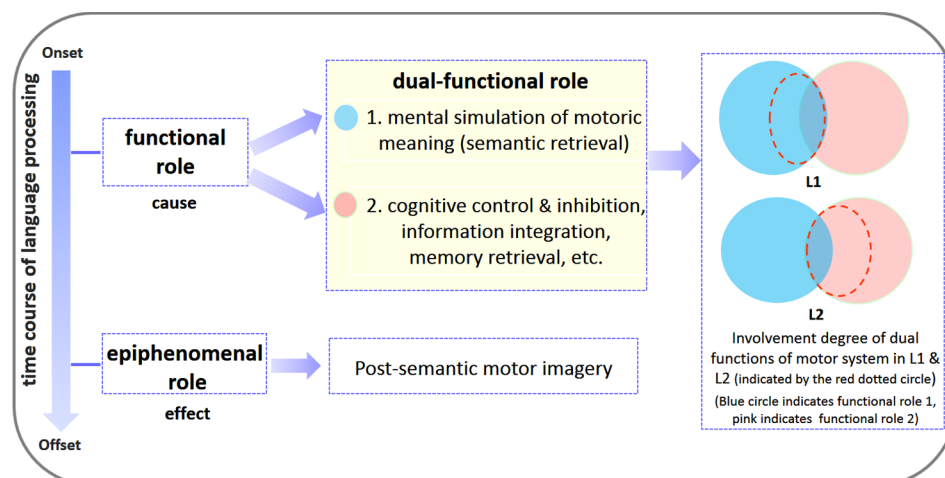 Onset
time course of language processing
Offset
functional
role
cause
dual-functional role
1. mental simulation of motoric
meaning (semantic retrieval)
2. cognitive control & inhibition,
information integration,
memory retrieval, etc.
epiphenomenal
role
effect
Post-semantic motor imagery
L1
L2
Involvement degree of dual
functions of motor system in L1 &
L2 (indicated by the red dotted circle)
(Blue circle indicates functional role 1,
pink indicates functional role 2)